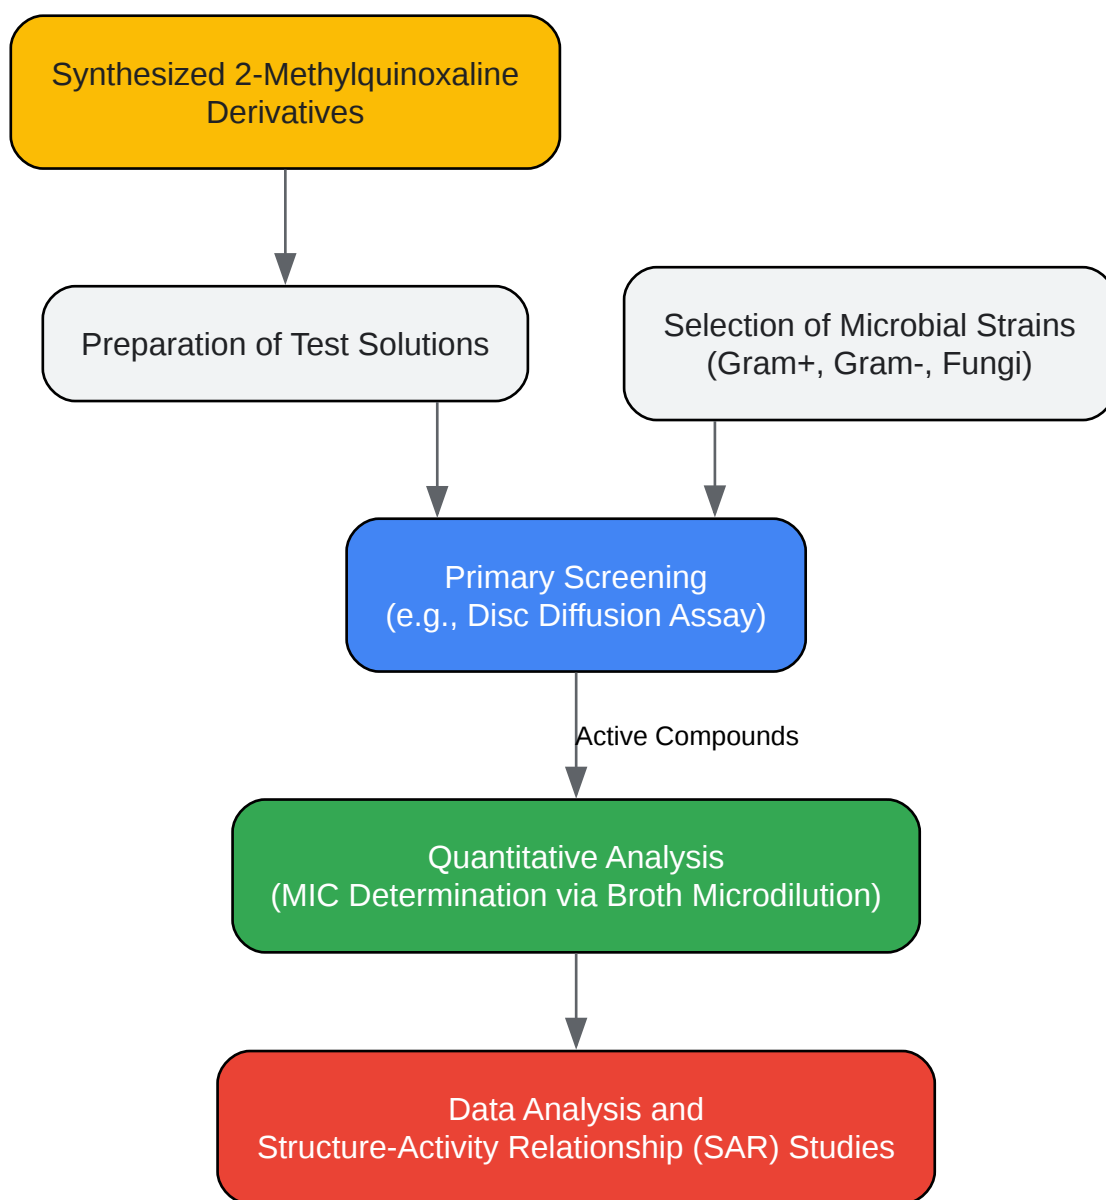 Synthesized 2-Methylquinoxaline
Derivatives
Preparation of Test Solutions
Selection of Microbial Strains
(Gram+, Gram-, Fungi)
Primary Screening
(e.g., Disc Diffusion Assay)
Active Compounds
Quantitative Analysis
(MIC Determination via Broth Microdilution)
Data Analysis and
Structure-Activity Relationship (SAR) Studies